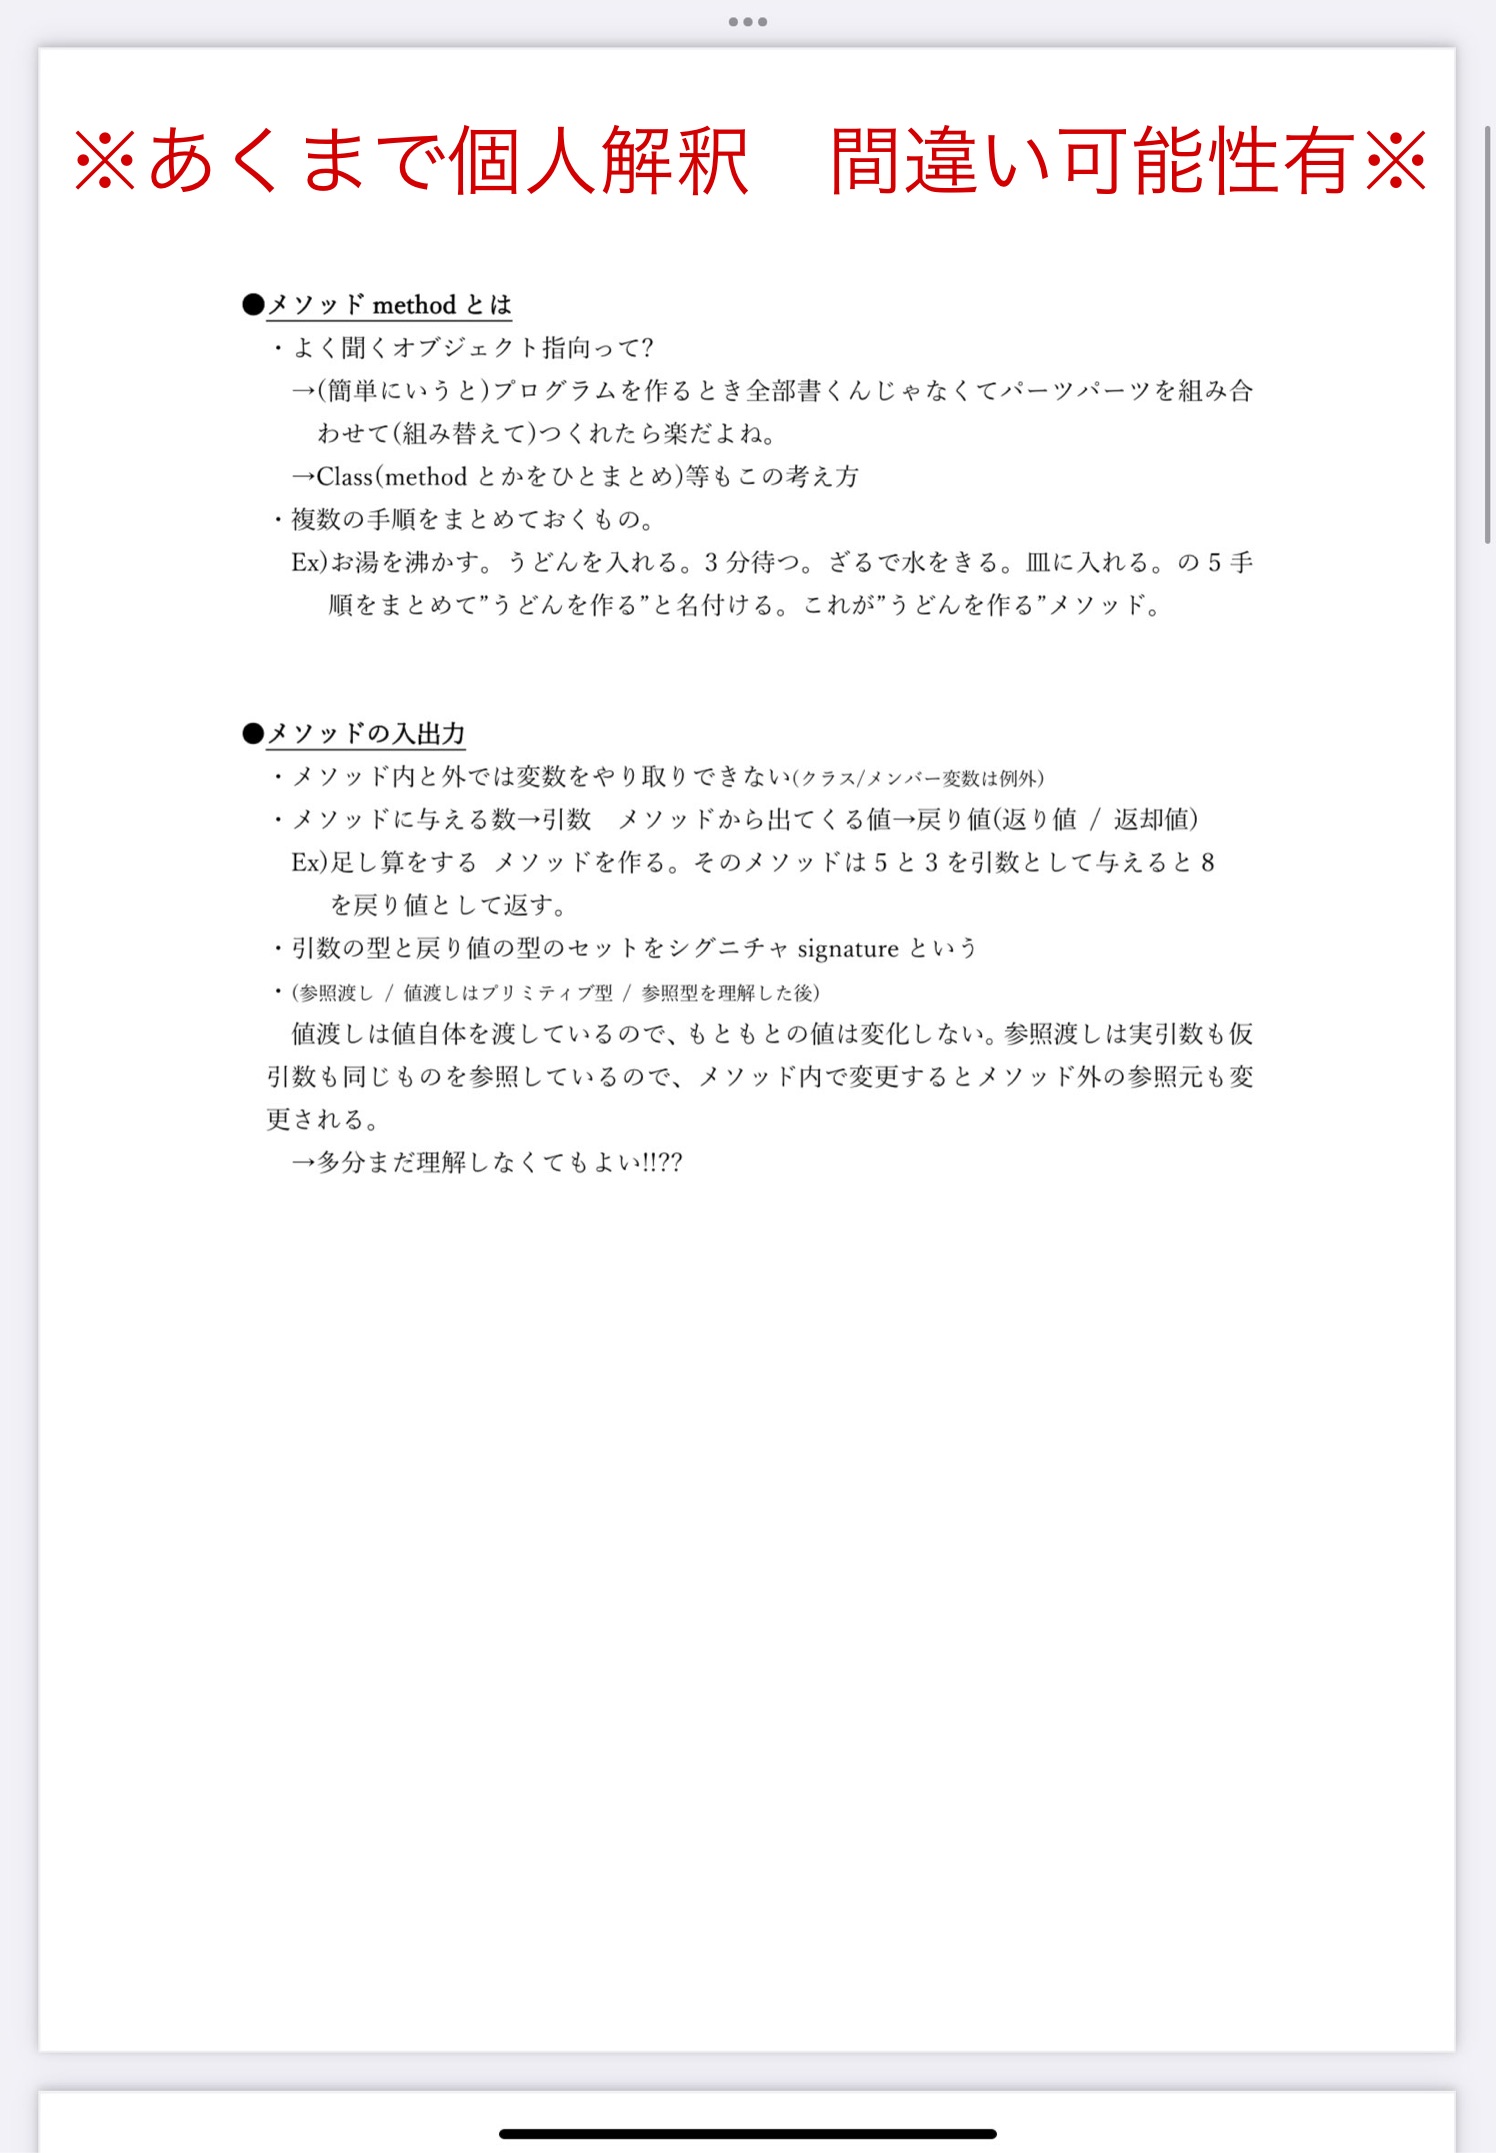 ※あくまで個人解釈　間違い可能性有※
●メソッド method とは
・よく聞くオブジェクト指向って?
→(簡単にいうと)プログラムを作るとき全部書くんじゃなくてパーツパーツを組み合
わせて(組み替えて)つくれたら楽だよね。
→Class(method とかをひとまとめ)等もこの考え方
・複数の手順をまとめておくもの。
Ex)お湯を沸かす。うどんを入れる。3 分待つ。ざるで水をきる。皿に入れる。の 5 手
順をまとめて”うどんを作る”と名付ける。これが”うどんを作る”メソッド。
●メソッドの入出力
・メソッド内と外では変数をやり取りできない(クラス/メンバー変数は例外)
・メソッドに与える数→引数　メソッドから出てくる値→戻り値(返り値 / 返却値)
Ex)足し算をする メソッドを作る。そのメソッドは 5 と 3 を引数として与えると 8
を戻り値として返す。
・引数の型と戻り値の型のセットをシグニチャ signature という
・(参照渡し / 値渡しはプリミティブ型 / 参照型を理解した後)
値渡しは値自体を渡しているので、もともとの値は変化しない。参照渡しは実引数も仮
引数も同じものを参照しているので、メソッド内で変更するとメソッド外の参照元も変
更される。
→多分まだ理解しなくてもよい!!??